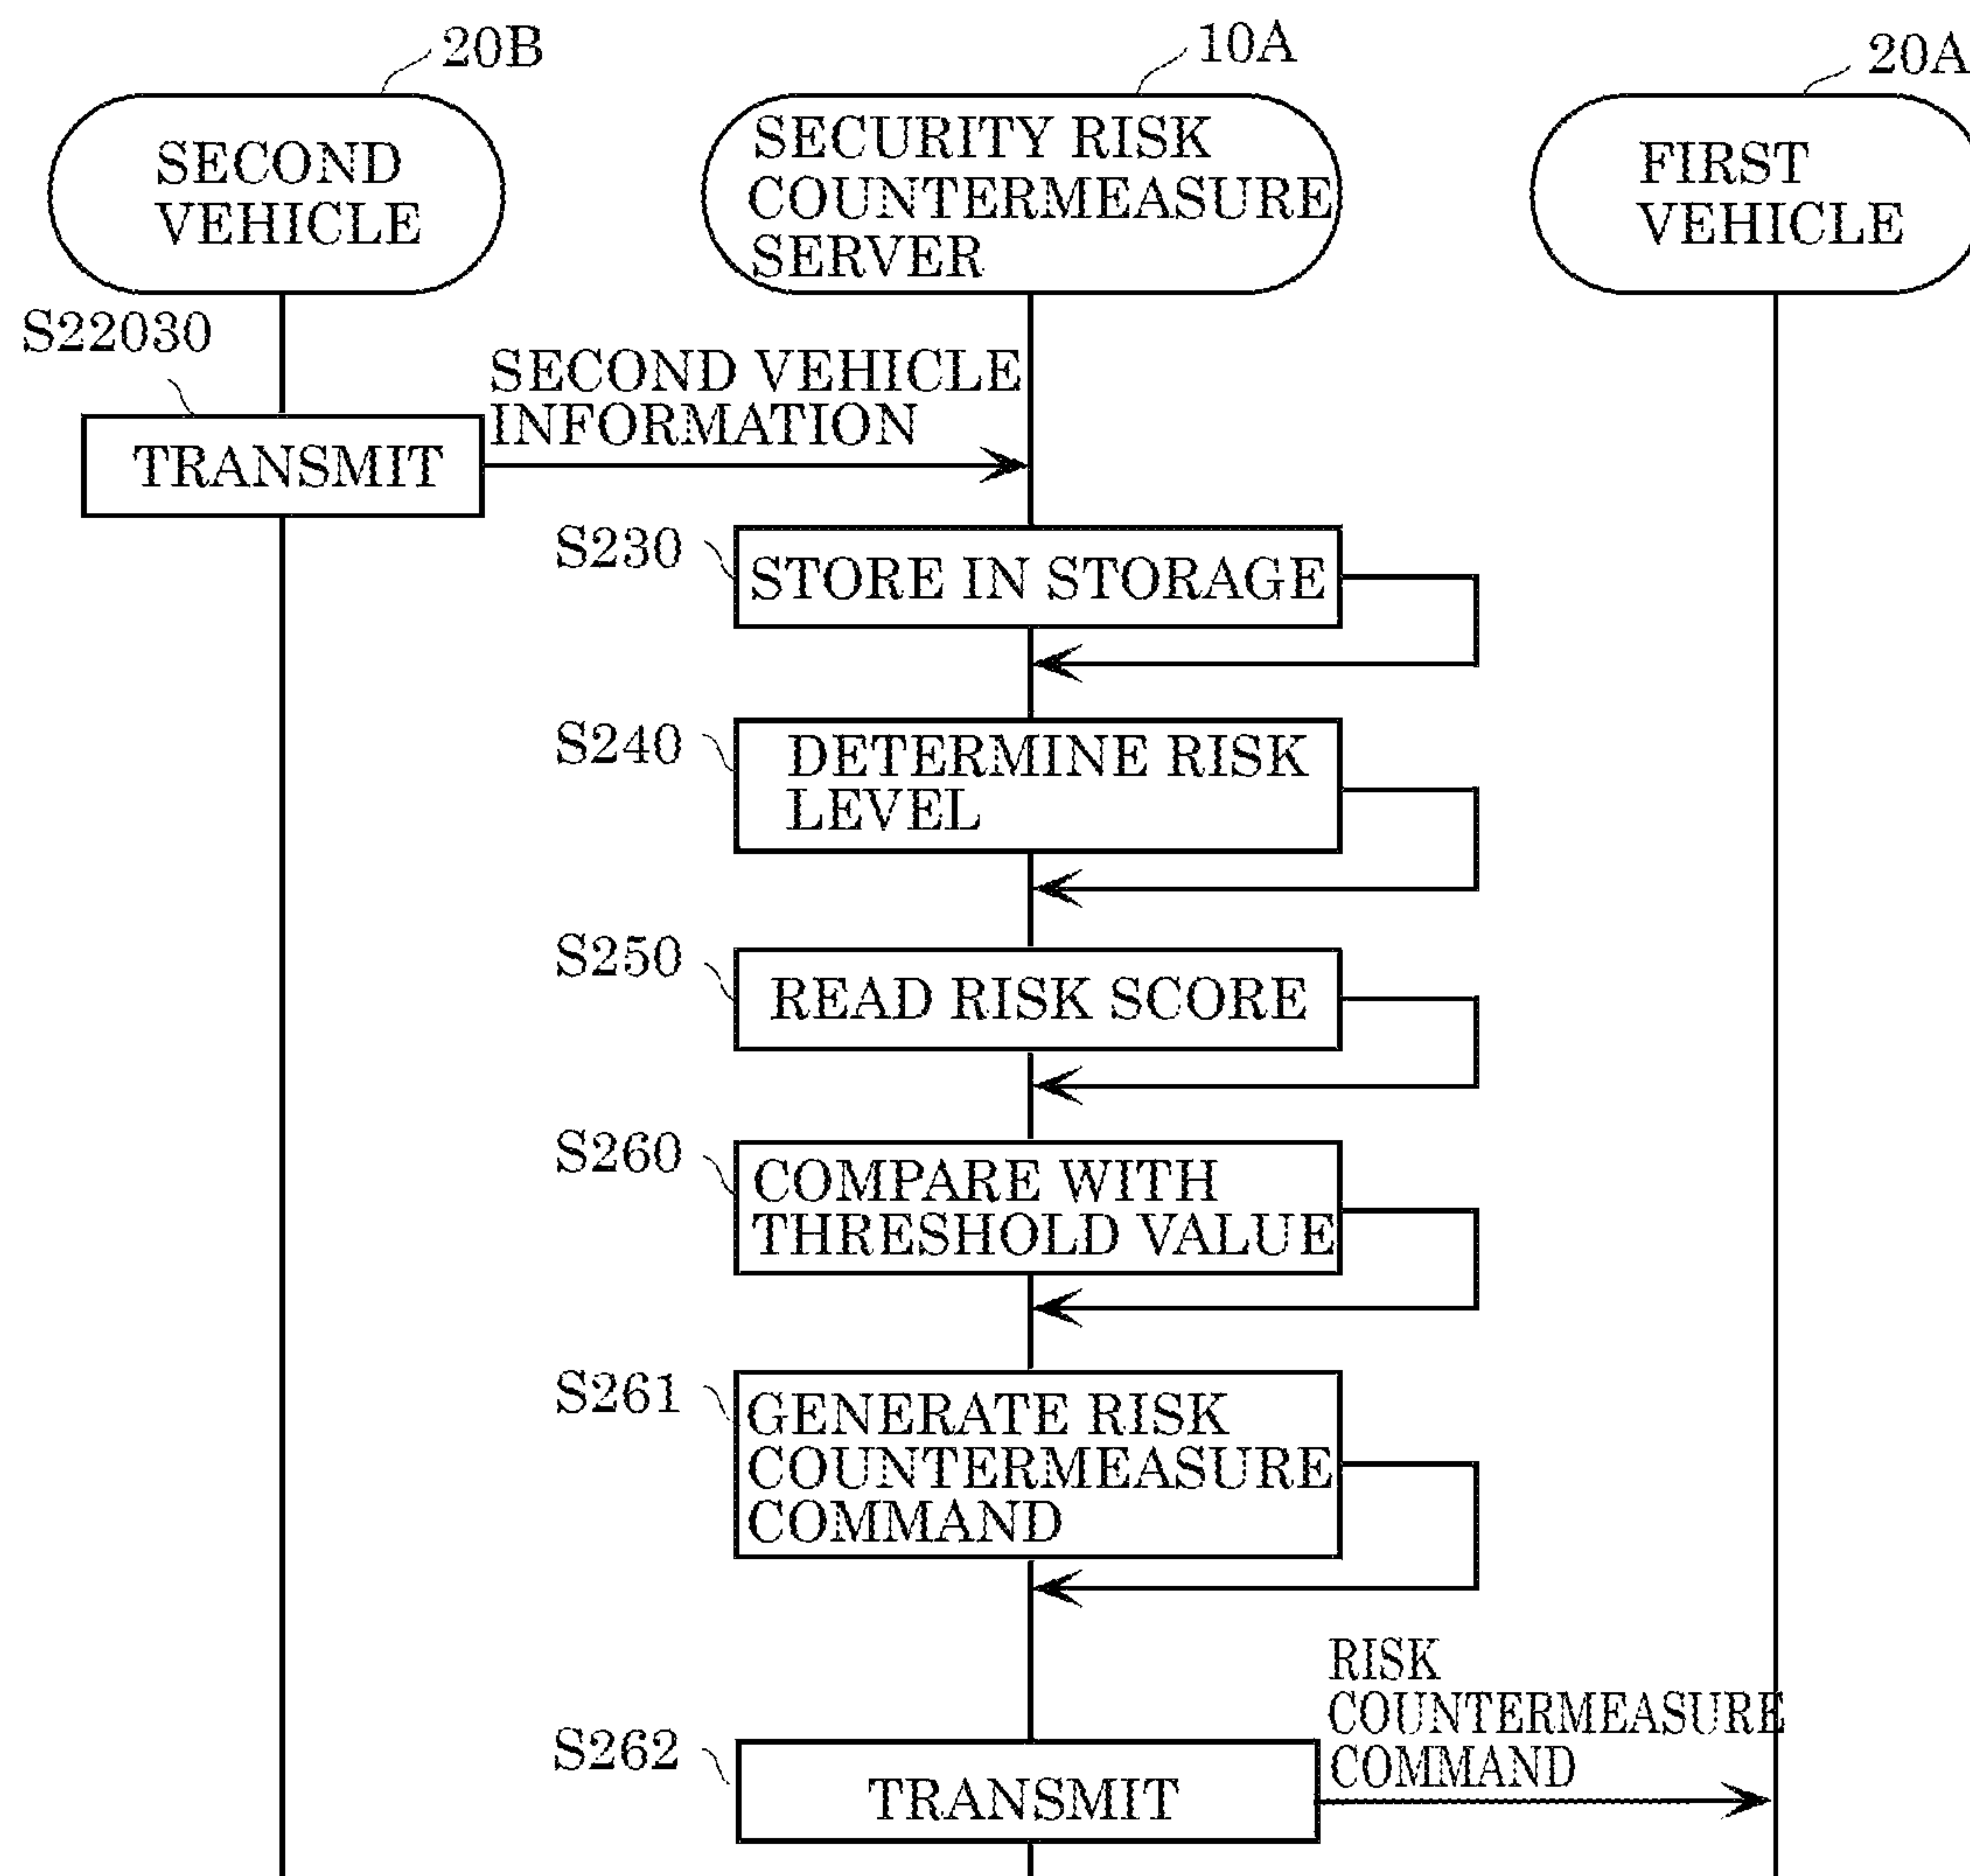 20B
10A
20A
SECOND
VEHICLE
SECURITY RISK
COUNTERMEASURE
SERVER
FIRST
VEHICLE
S22030
SECOND VEHICLE
INFORMATION
TRANSMIT
S230
STORE IN STORAGE
S240
DETERMINE RISK
LEVEL
S250
READ RISK SCORE
S260
COMPARE WITH
THRESHOLD VALUE
S261
GENERATE RISK
COUNTERMEASURE
COMMAND
RISK
COUNTERMEASURE
COMMAND
S262
TRANSMIT